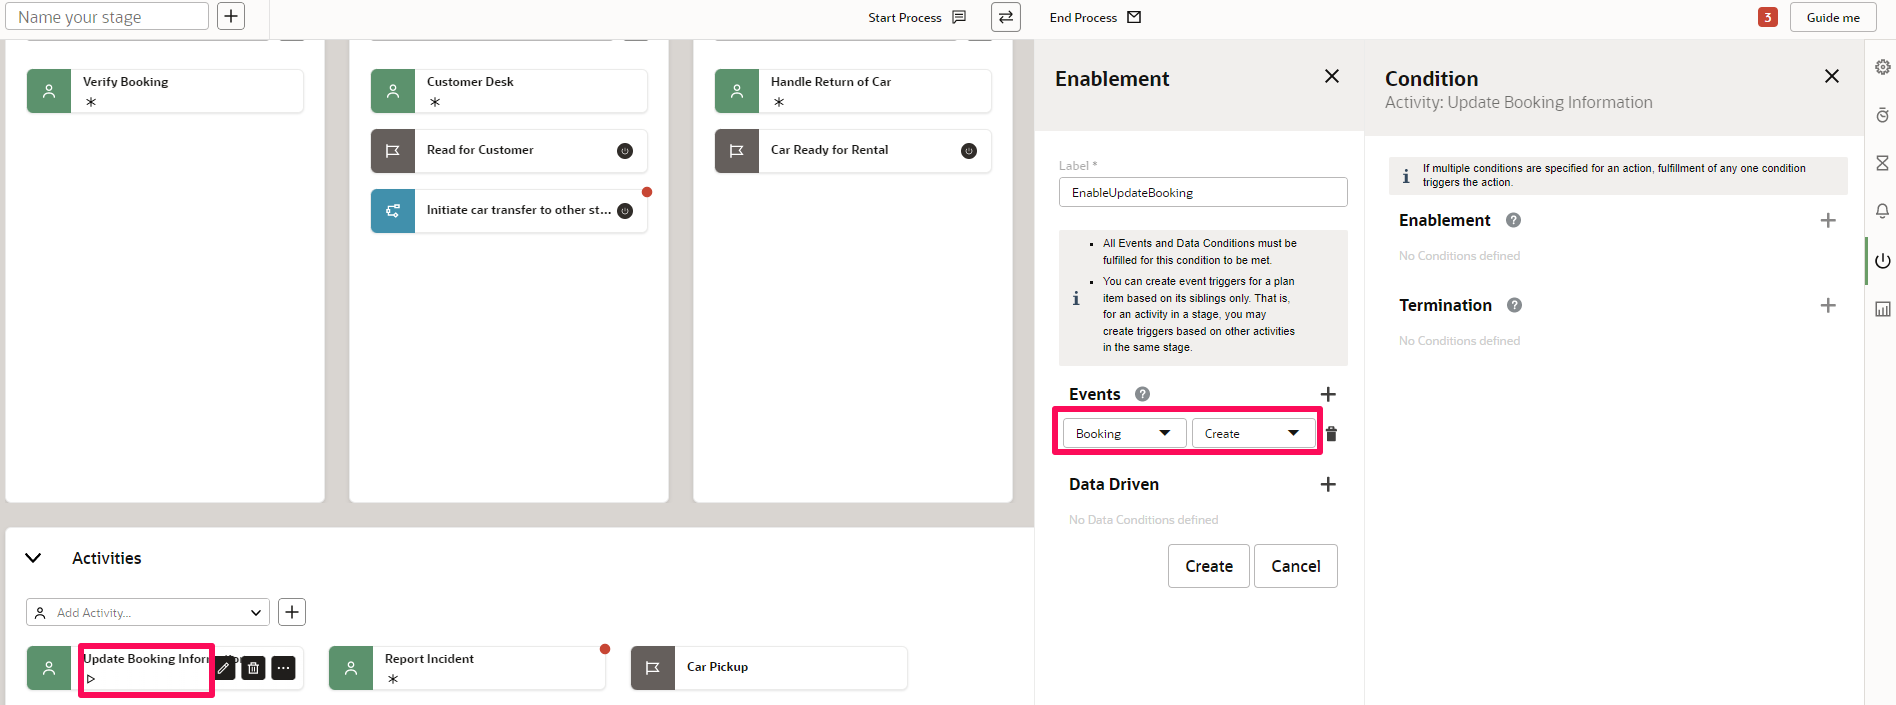 Name your stage
Start Process
End Process
3
Guide me
Verify Booking
Customer Desk
Read for Customer
Initiate car transfer to other st...
Handle Return of Car
Car Ready for Rental
Enablement
Label *
EnableUpdateBooking
All Events and Data Conditions must be
fulfilled for this condition to be met.
You can create event triggers for a plan
item based on its siblings only. That is,
for an activity in a stage, you may
create triggers based on other activities
in the same stage.
Events
Booking
Create
Data Driven
No Data Conditions defined
Create
Cancel
Condition
Activity: Update Booking Information
If multiple conditions are specified for an action, fulfillment of any one condition
triggers the action.
Enablement
No Conditions defined
Termination
No Conditions defined
Activities
Add Activity...
Update Booking Information
Report Incident
Car Pickup